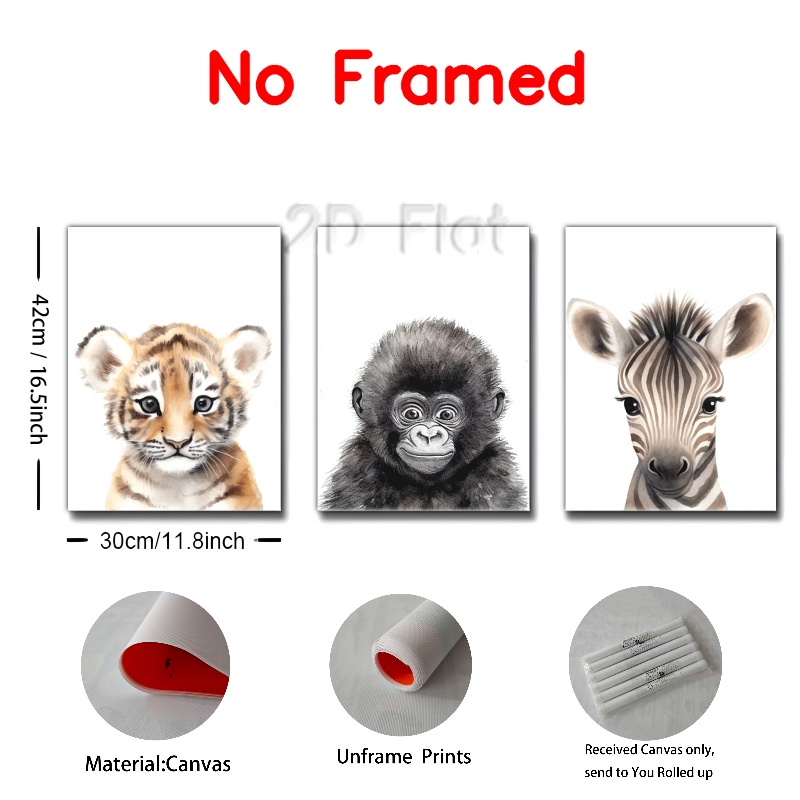 No Framed
2D Flat
42cm / 16.5inch
30cm/11.8inch
Material:Canvas
Unframe Prints
Received Canvas only,
send to You Rolled up